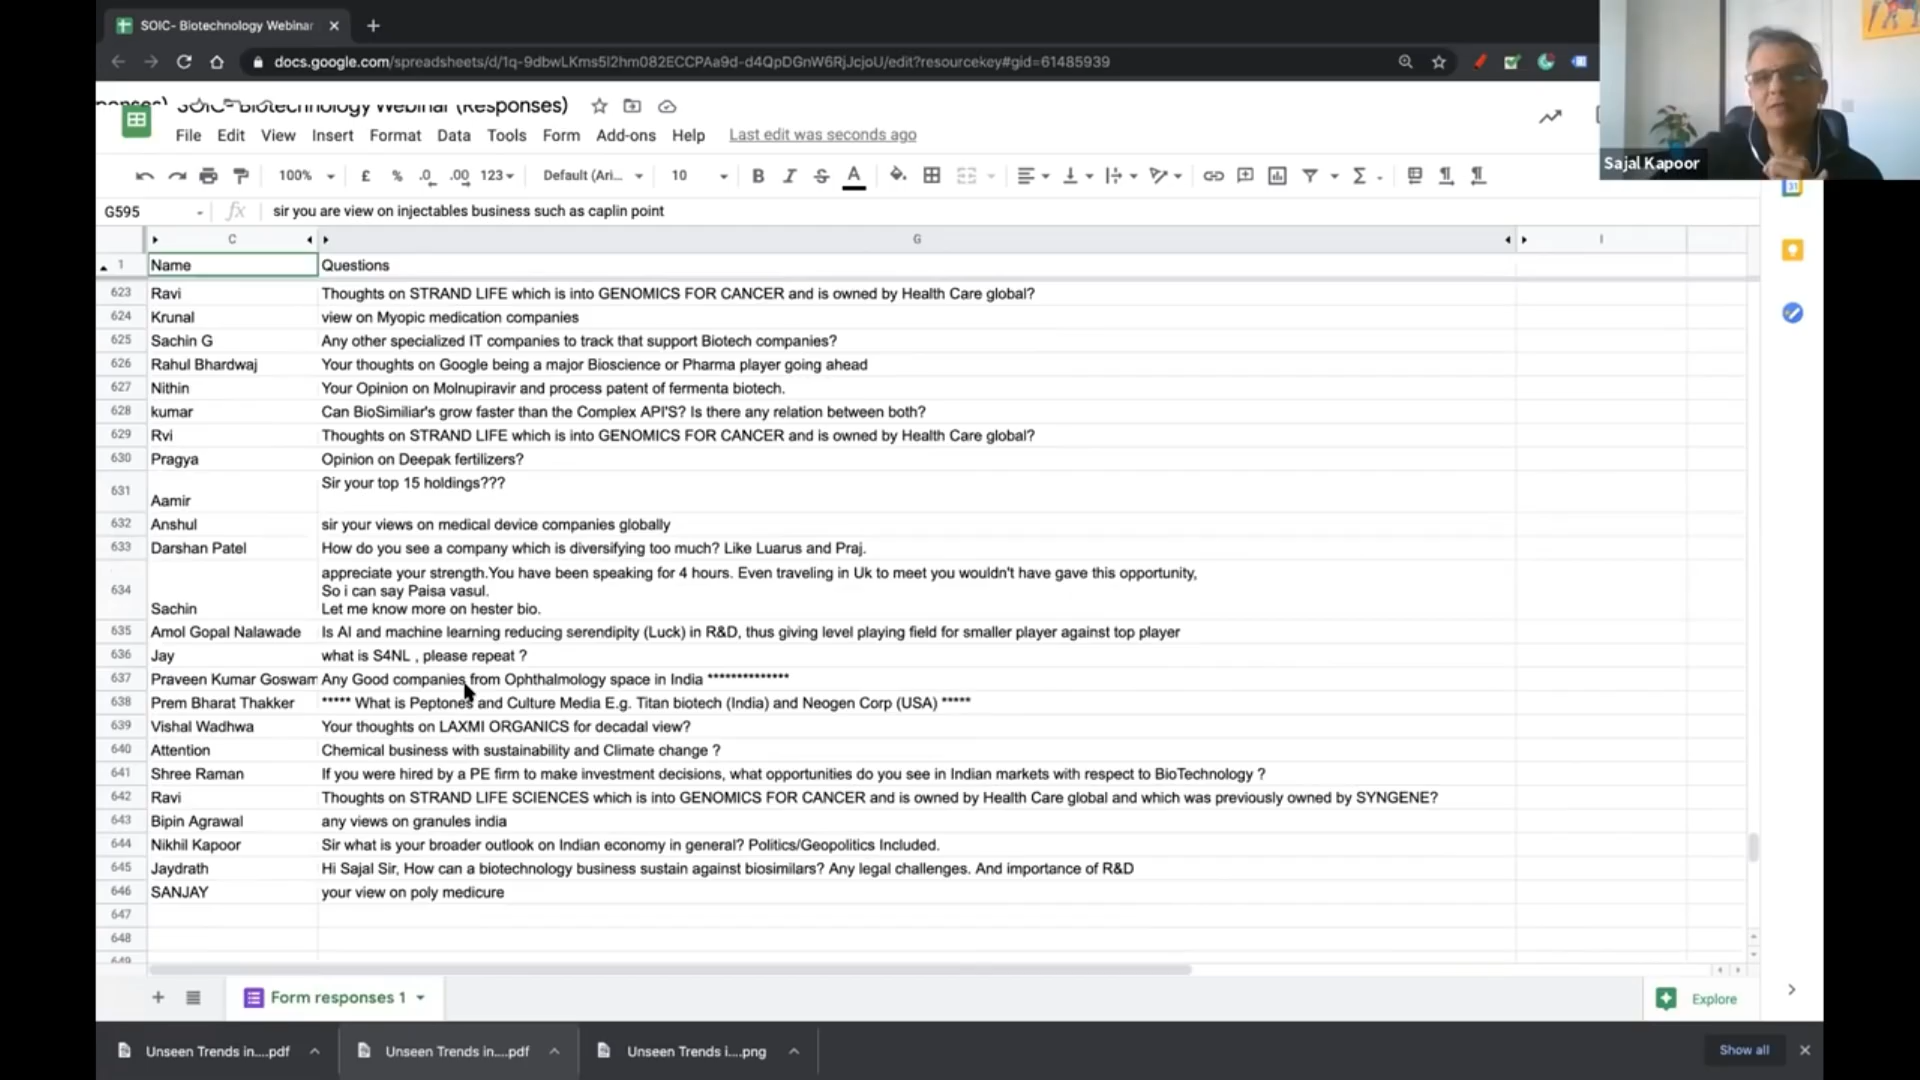 SOIC- Biotechnology Webinar
docs.google.com/spreadsheets/d/1q-9dbwLKms5I2hm082ECCPAa9d-d4QpDGnW6RjJcjoU/edit?resourcekey#gid=61485939
SOIC- Biotechnology Webinar (Responses)
File Edit View Insert Format Data Tools Form Add-ons Help Last edit was seconds ago
Sajal Kapoor
100% £ % .0 .00 123 Default (Ari... 10 B I S A
G595 fx sir you are view on injectables business such as caplin point
C G I
1 Name Questions
623 Ravi Thoughts on STRAND LIFE which is into GENOMICS FOR CANCER and is owned by Health Care global?
624 Krunal view on Myopic medication companies
625 Sachin G Any other specialized IT companies to track that support Biotech companies?
626 Rahul Bhardwaj Your thoughts on Google being a major Bioscience or Pharma player going ahead
627 Nithin Your Opinion on Molnupiravir and process patent of fermenta biotech.
628 kumar Can BioSimiliar's grow faster than the Complex API'S? Is there any relation between both?
629 Rvi Thoughts on STRAND LIFE which is into GENOMICS FOR CANCER and is owned by Health Care global?
630 Pragya Opinion on Deepak fertilizers?
631 Aamir Sir your top 15 holdings???
632 Anshul sir your views on medical device companies globally
633 Darshan Patel How do you see a company which is diversifying too much? Like Luarus and Praj.
appreciate your strength.You have been speaking for 4 hours. Even traveling in Uk to meet you wouldn't have gave this opportunity,
634 So i can say Paisa vasul.
Sachin Let me know more on hester bio.
635 Amol Gopal Nalawade Is AI and machine learning reducing serendipity (Luck) in R&D, thus giving level playing field for smaller player against top player
636 Jay what is S4NL , please repeat ?
637 Praveen Kumar Goswam Any Good companies from Ophthalmology space in India **************
638 Prem Bharat Thakker ***** What is Peptones and Culture Media E.g. Titan biotech (India) and Neogen Corp (USA) *****
639 Vishal Wadhwa Your thoughts on LAXMI ORGANICS for decadal view?
640 Attention Chemical business with sustainability and Climate change ?
641 Shree Raman If you were hired by a PE firm to make investment decisions, what opportunities do you see in Indian markets with respect to BioTechnology ?
642 Ravi Thoughts on STRAND LIFE SCIENCES which is into GENOMICS FOR CANCER and is owned by Health Care global and which was previously owned by SYNGENE?
643 Bipin Agrawal any views on granules india
644 Nikhil Kapoor Sir what is your broader outlook on Indian economy in general? Politics/Geopolitics Included.
645 Jaydrath Hi Sajal Sir, How can a biotechnology business sustain against biosimilars? Any legal challenges. And importance of R&D
646 SANJAY your view on poly medicure
647
648
649
Form responses 1 Explore
Unseen Trends in....pdf Unseen Trends in....pdf Unseen Trends i....png Show all